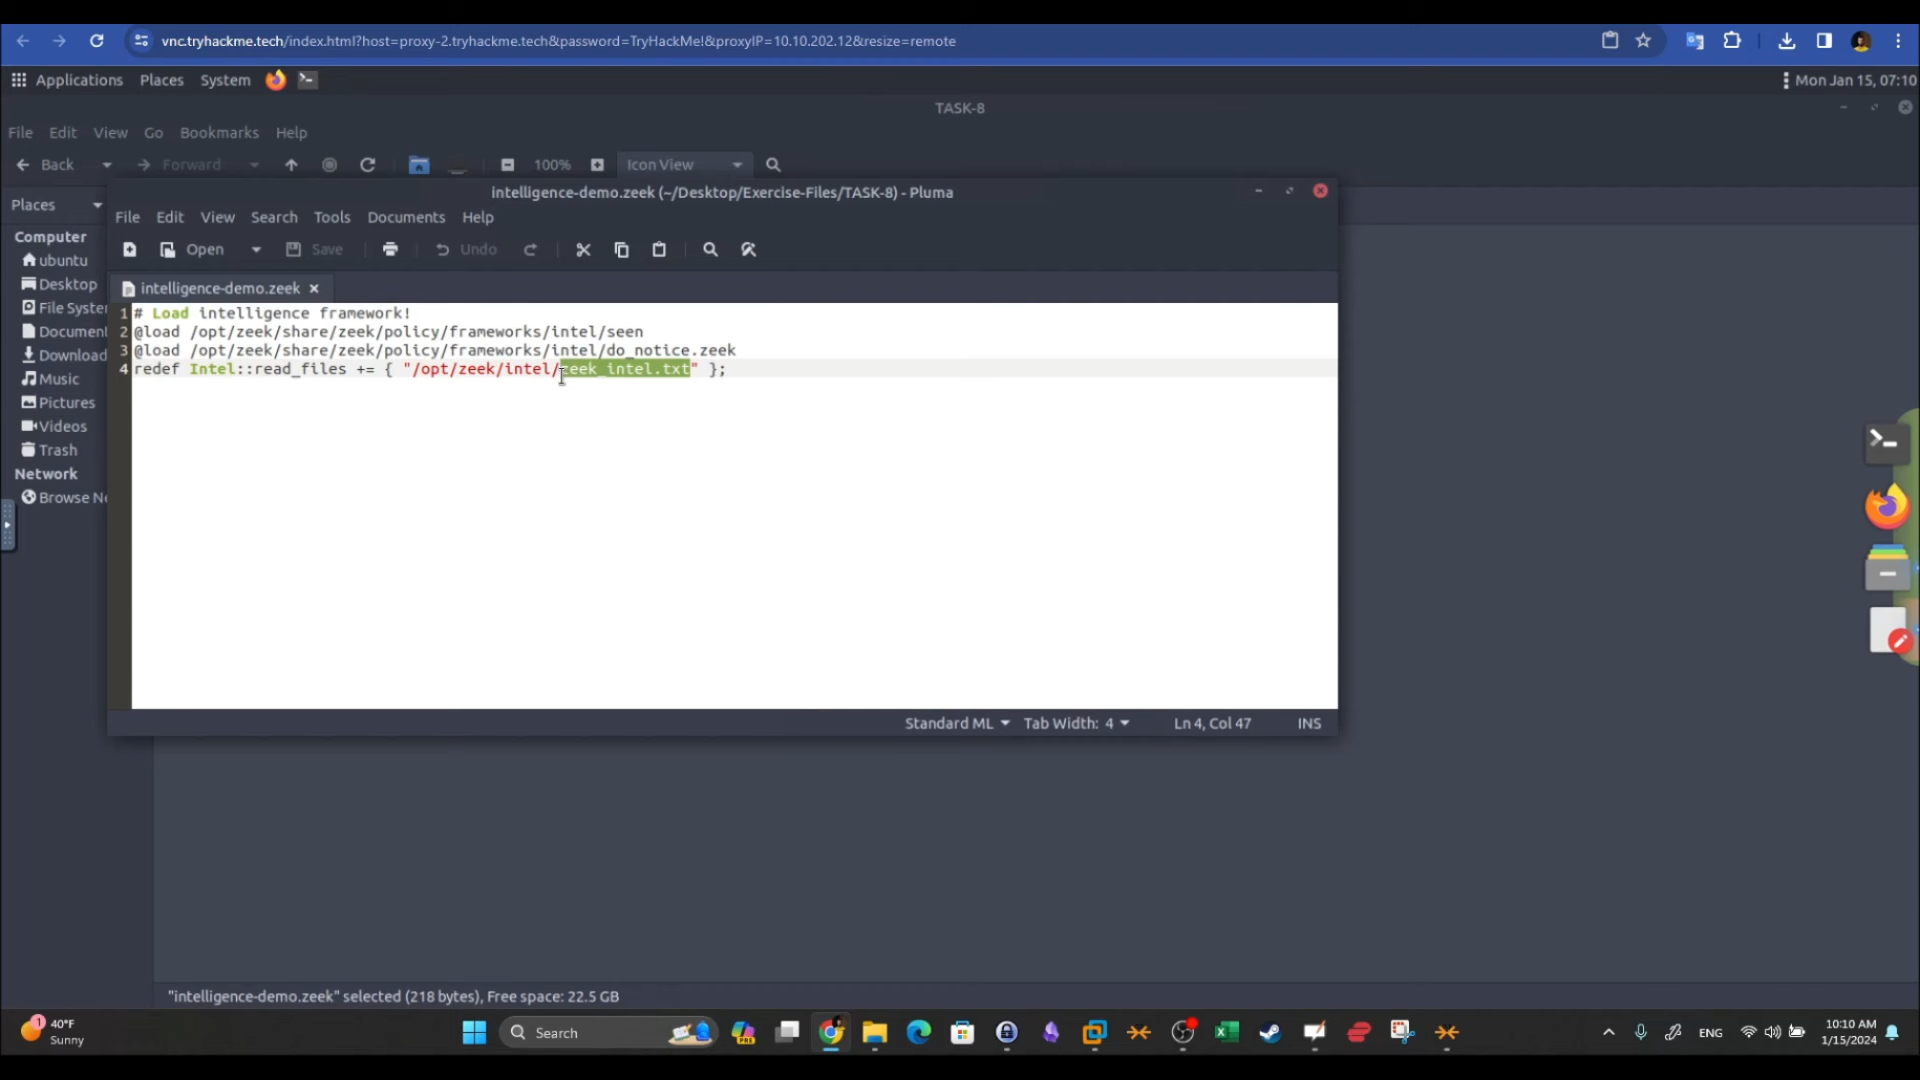 vnc.tryhackme.tech/index.html?host=proxy-2.tryhackme.tech&password=TryHackMe!&proxyIP=10.10.202.12&resize=remote
Applications Places System Mon Jan 15, 07:10
TASK-8
File Edit View Go Bookmarks Help
Back Forward 100% Icon View
intelligence-demo.zeek (~/Desktop/Exercise-Files/TASK-8) - Pluma
Places
File Edit View Search Tools Documents Help
Computer
Open Save Undo
ubuntu
Desktop
intelligence-demo.zeek
File Syste
1 # Load intelligence framework!
2 @load /opt/zeek/share/zeek/policy/frameworks/intel/seen
3 @load /opt/zeek/share/zeek/policy/frameworks/intel/do_notice.zeek
4 redef Intel::read_files += { "/opt/zeek/intel/zeek_intel.txt" };
Documen
Download
Music
Pictures
Videos
Trash
Network
Browse Ne
Standard ML Tab Width: 4 Ln 4, Col 47 INS
"intelligence-demo.zeek" selected (218 bytes), Free space: 22.5 GB
1 40°F
Sunny
Search
PRE
ENG
10:10 AM
1/15/2024